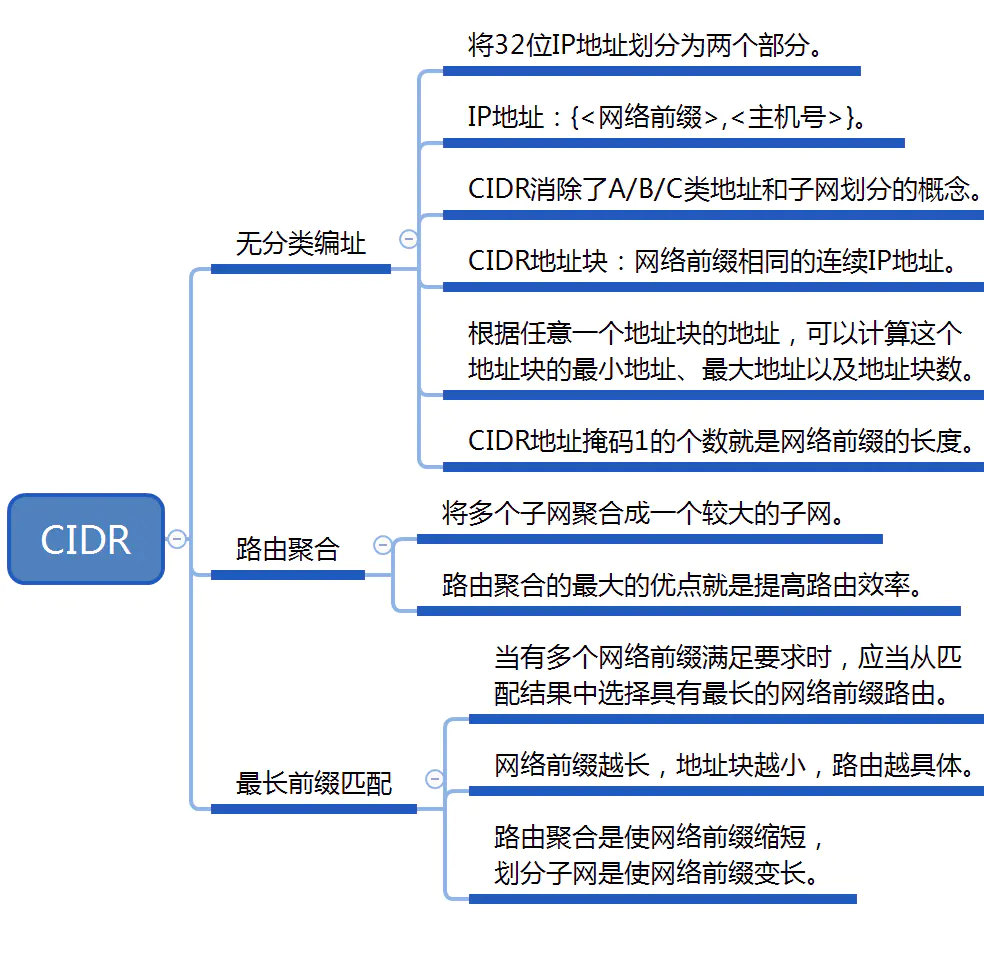 将32位IP地址划分为两个部分。
IP地址：{<网络前缀>,<主机号>}。
CIDR消除了A/B/C类地址和子网划分的概念。
无分类编址
CIDR地址块：网络前缀相同的连续IP地址。
根据任意一个地址块的地址，可以计算这个
地址块的最小地址、最大地址以及地址块数。
CIDR地址掩码1的个数就是网络前缀的长度。
CIDR
将多个子网聚合成一个较大的子网。
路由聚合
路由聚合的最大的优点就是提高路由效率。
当有多个网络前缀满足要求时，应当从匹
配结果中选择具有最长的网络前缀路由。
最长前缀匹配
网络前缀越长，地址块越小，路由越具体。
路由聚合是使网络前缀缩短，
划分子网是使网络前缀变长。